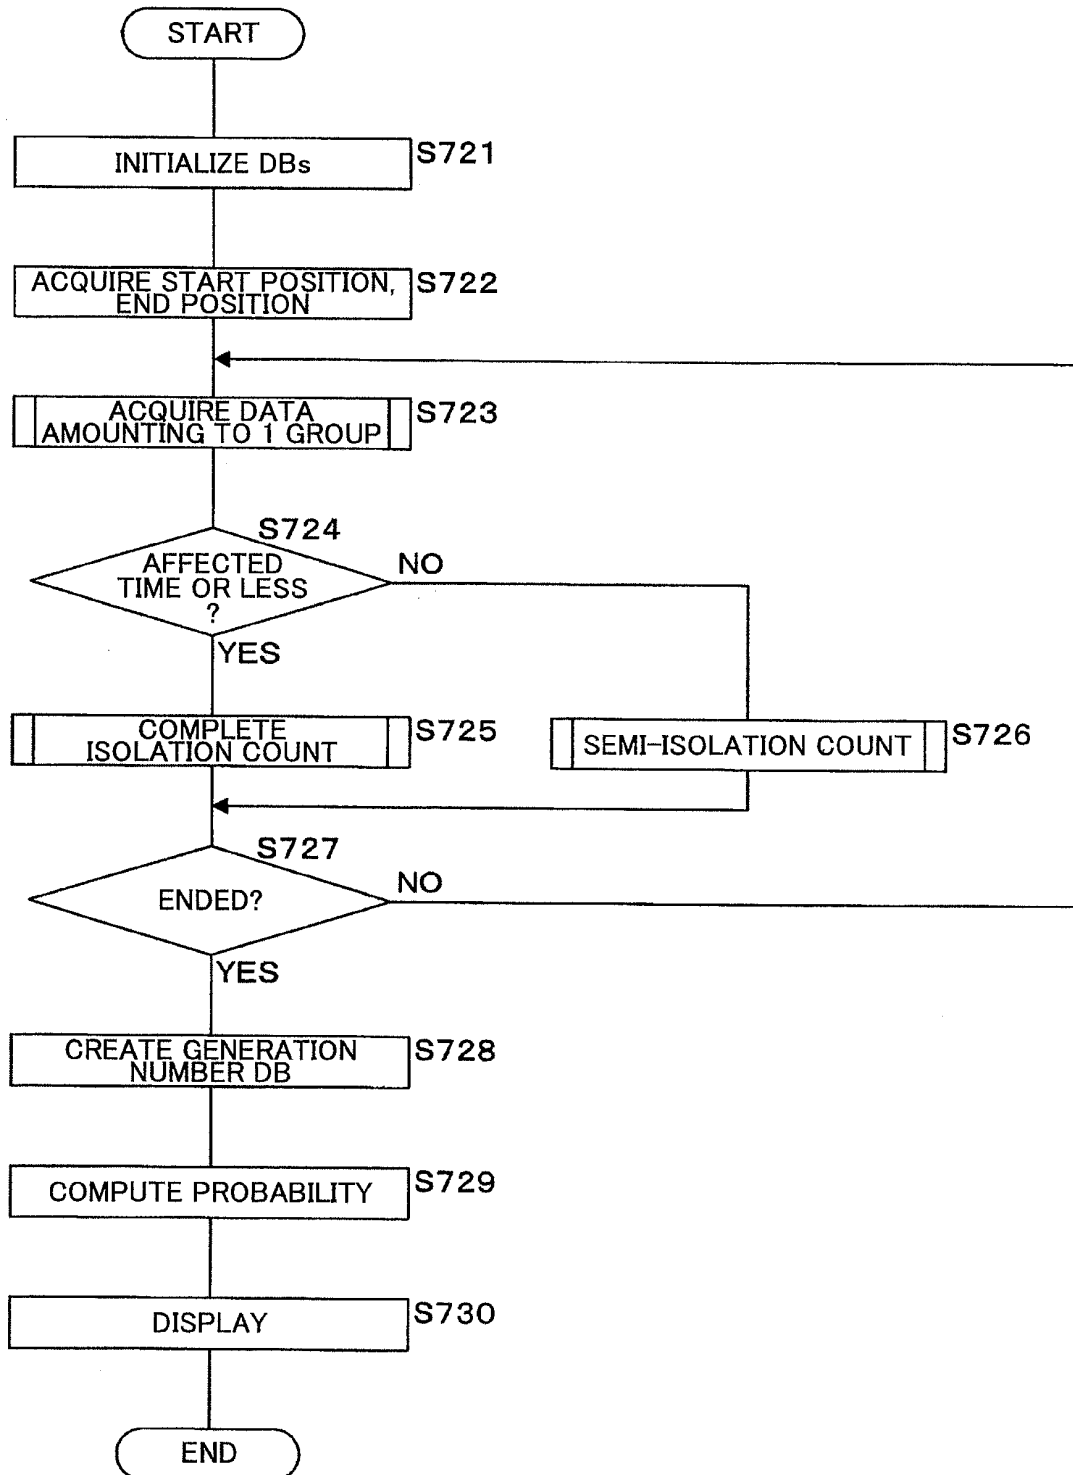 START
INITIALIZE DBs
S721
ACQUIRE START POSITION,
END POSITION
S722
ACQUIRE DATA
AMOUNTING TO 1 GROUP
S723
S724
AFFECTED
TIME OR LESS
?
NO
YES
COMPLETE
ISOLATION COUNT
S725
SEMI-ISOLATION COUNT
S726
S727
ENDED?
NO
YES
CREATE GENERATION
NUMBER DB
S728
COMPUTE PROBABILITY
S729
DISPLAY
S730
END